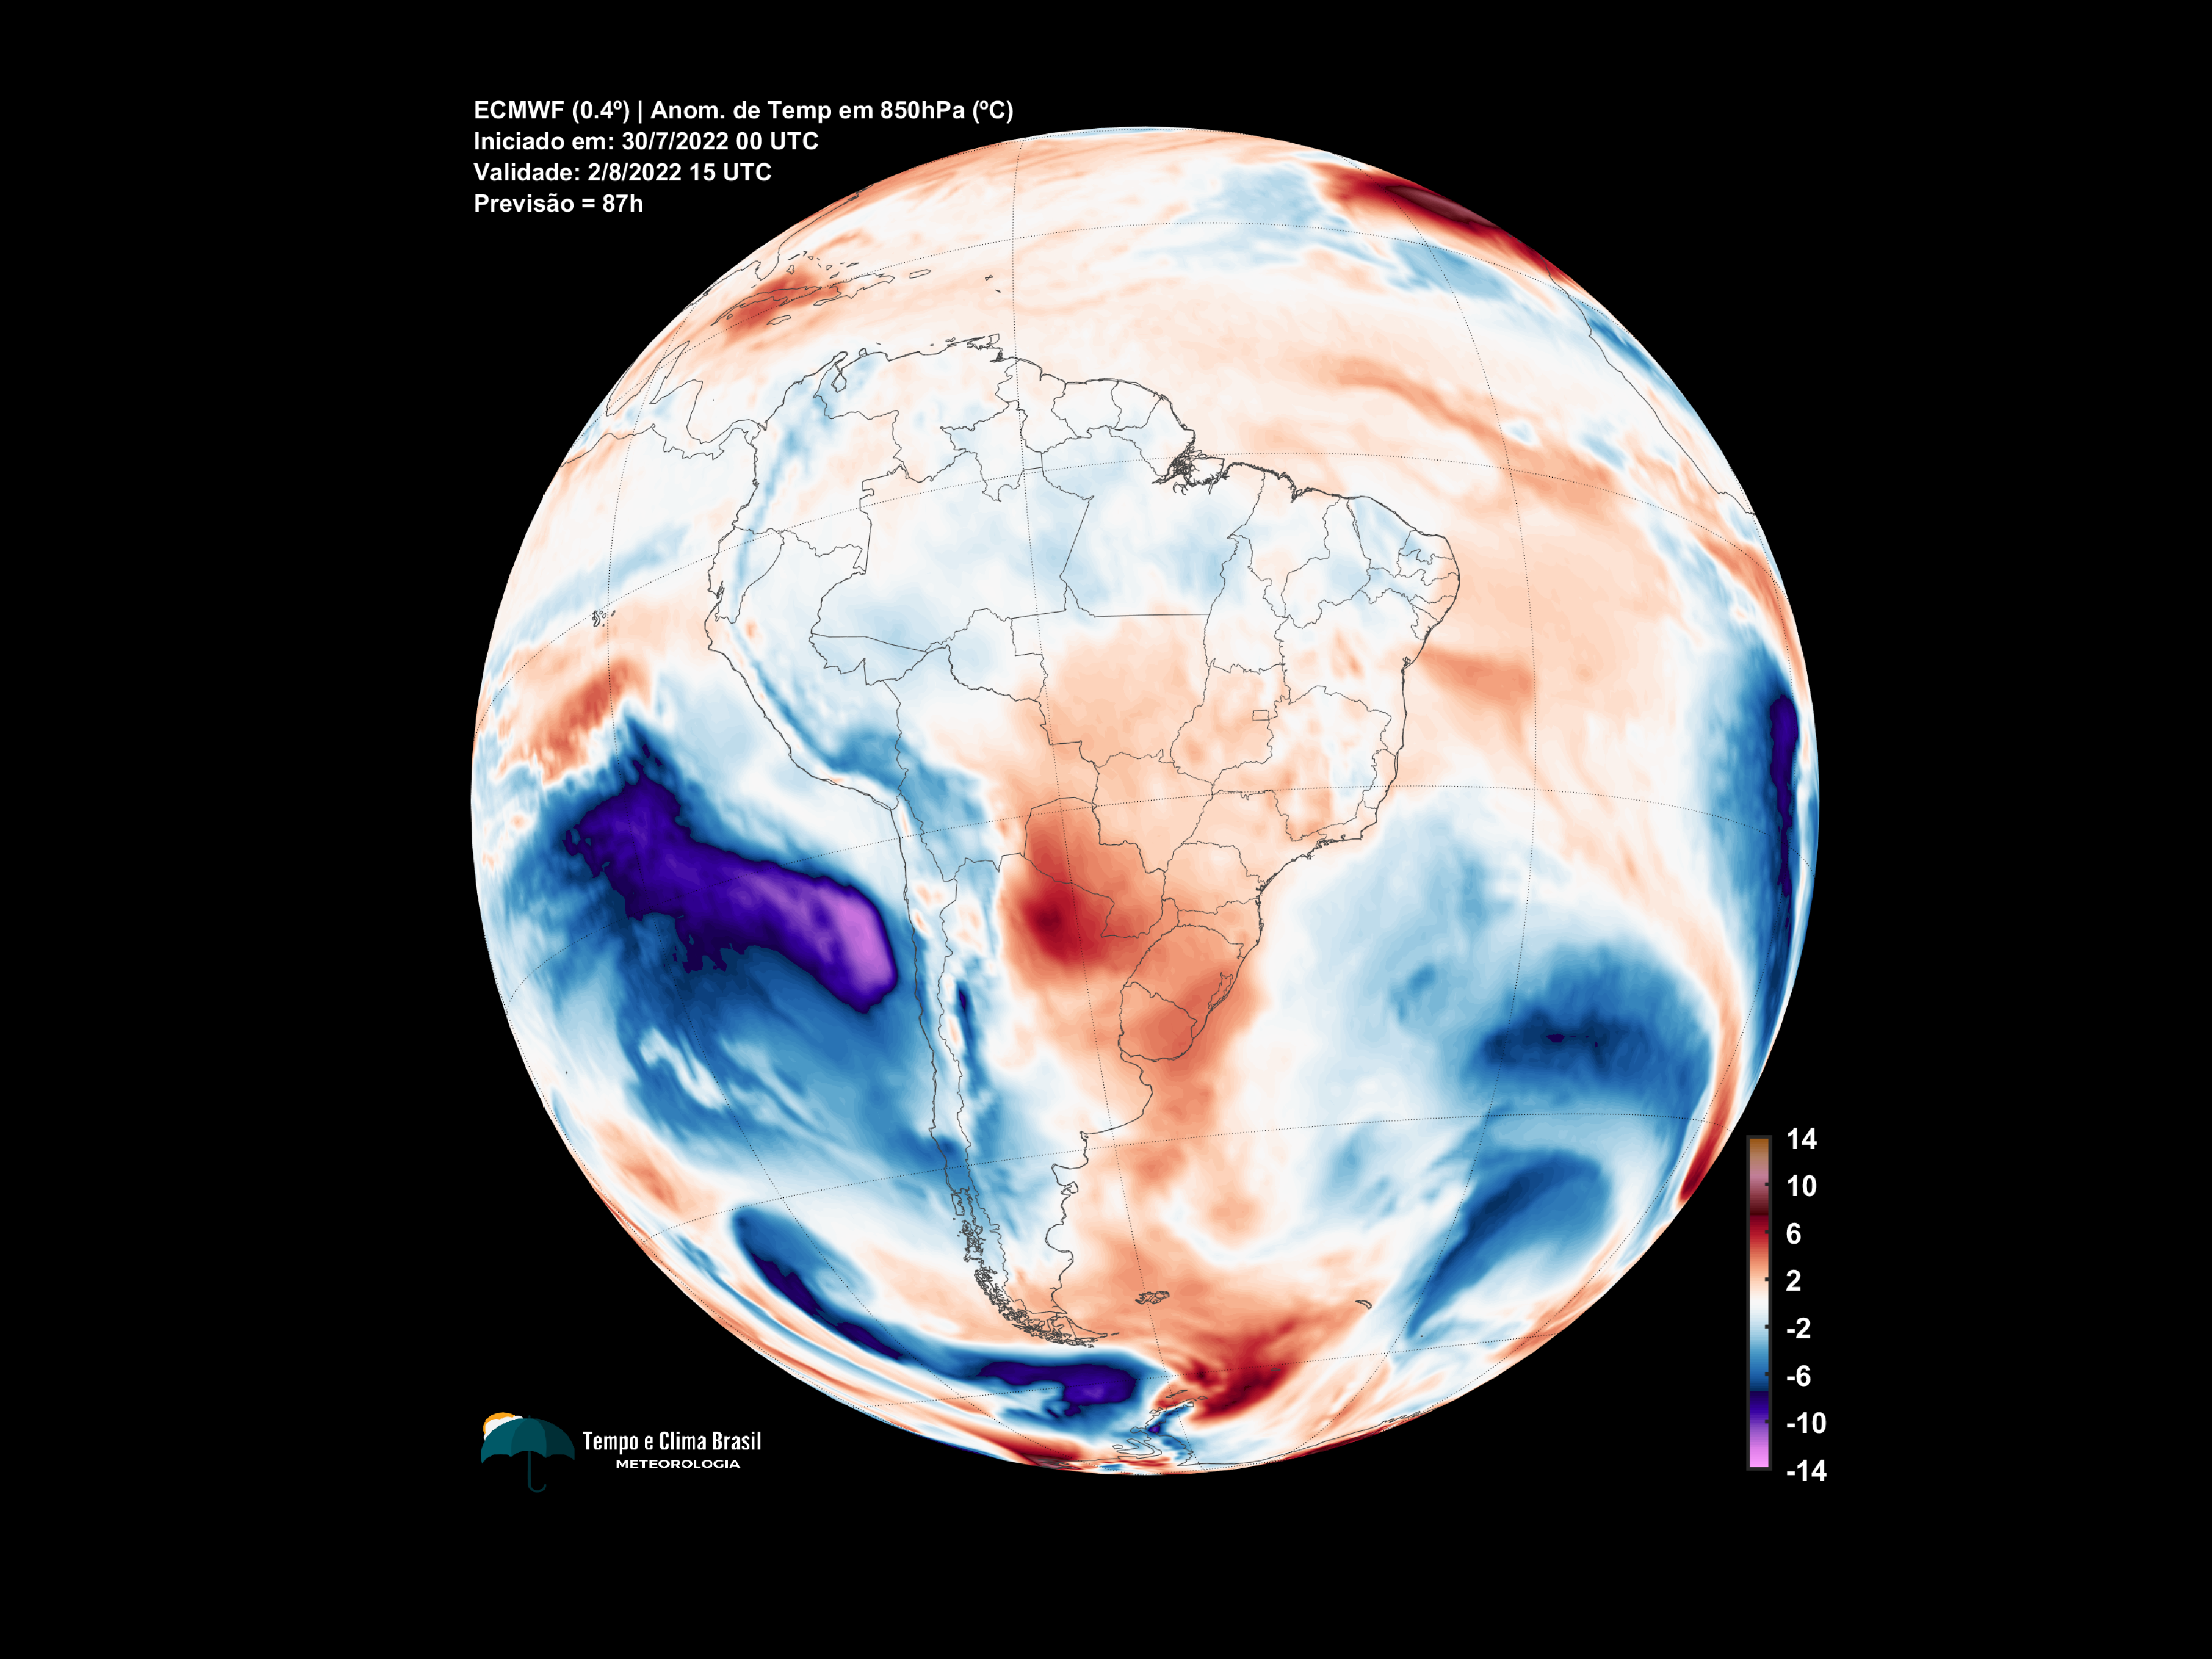 ECMWF (0.4º) | Anom. de Temp em 850hPa (ºC)
Iniciado em: 30/7/2022 00 UTC
Validade: 2/8/2022 15 UTC
Previsão = 87h
14
10
6
2
-2
-6
-10
-14
Tempo e Clima Brasil
METEOROLOGIA